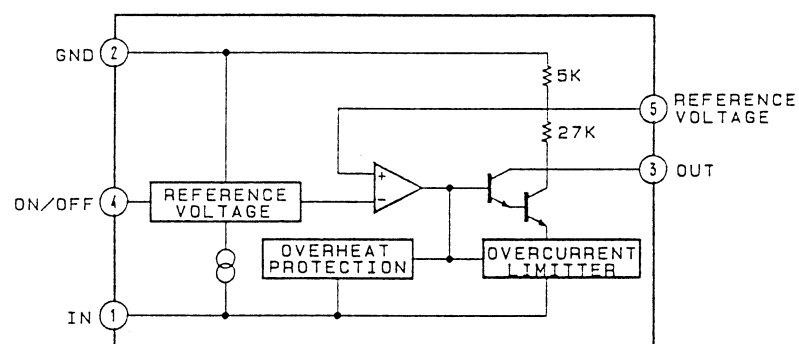 GND 2
5K
5 REFERENCE
VOLTAGE
27K
3 OUT
+
ON/OFF 4
REFERENCE
VOLTAGE
−
OVERHEAT
PROTECTION
OVERCURRENT
LIMITTER
IN 1